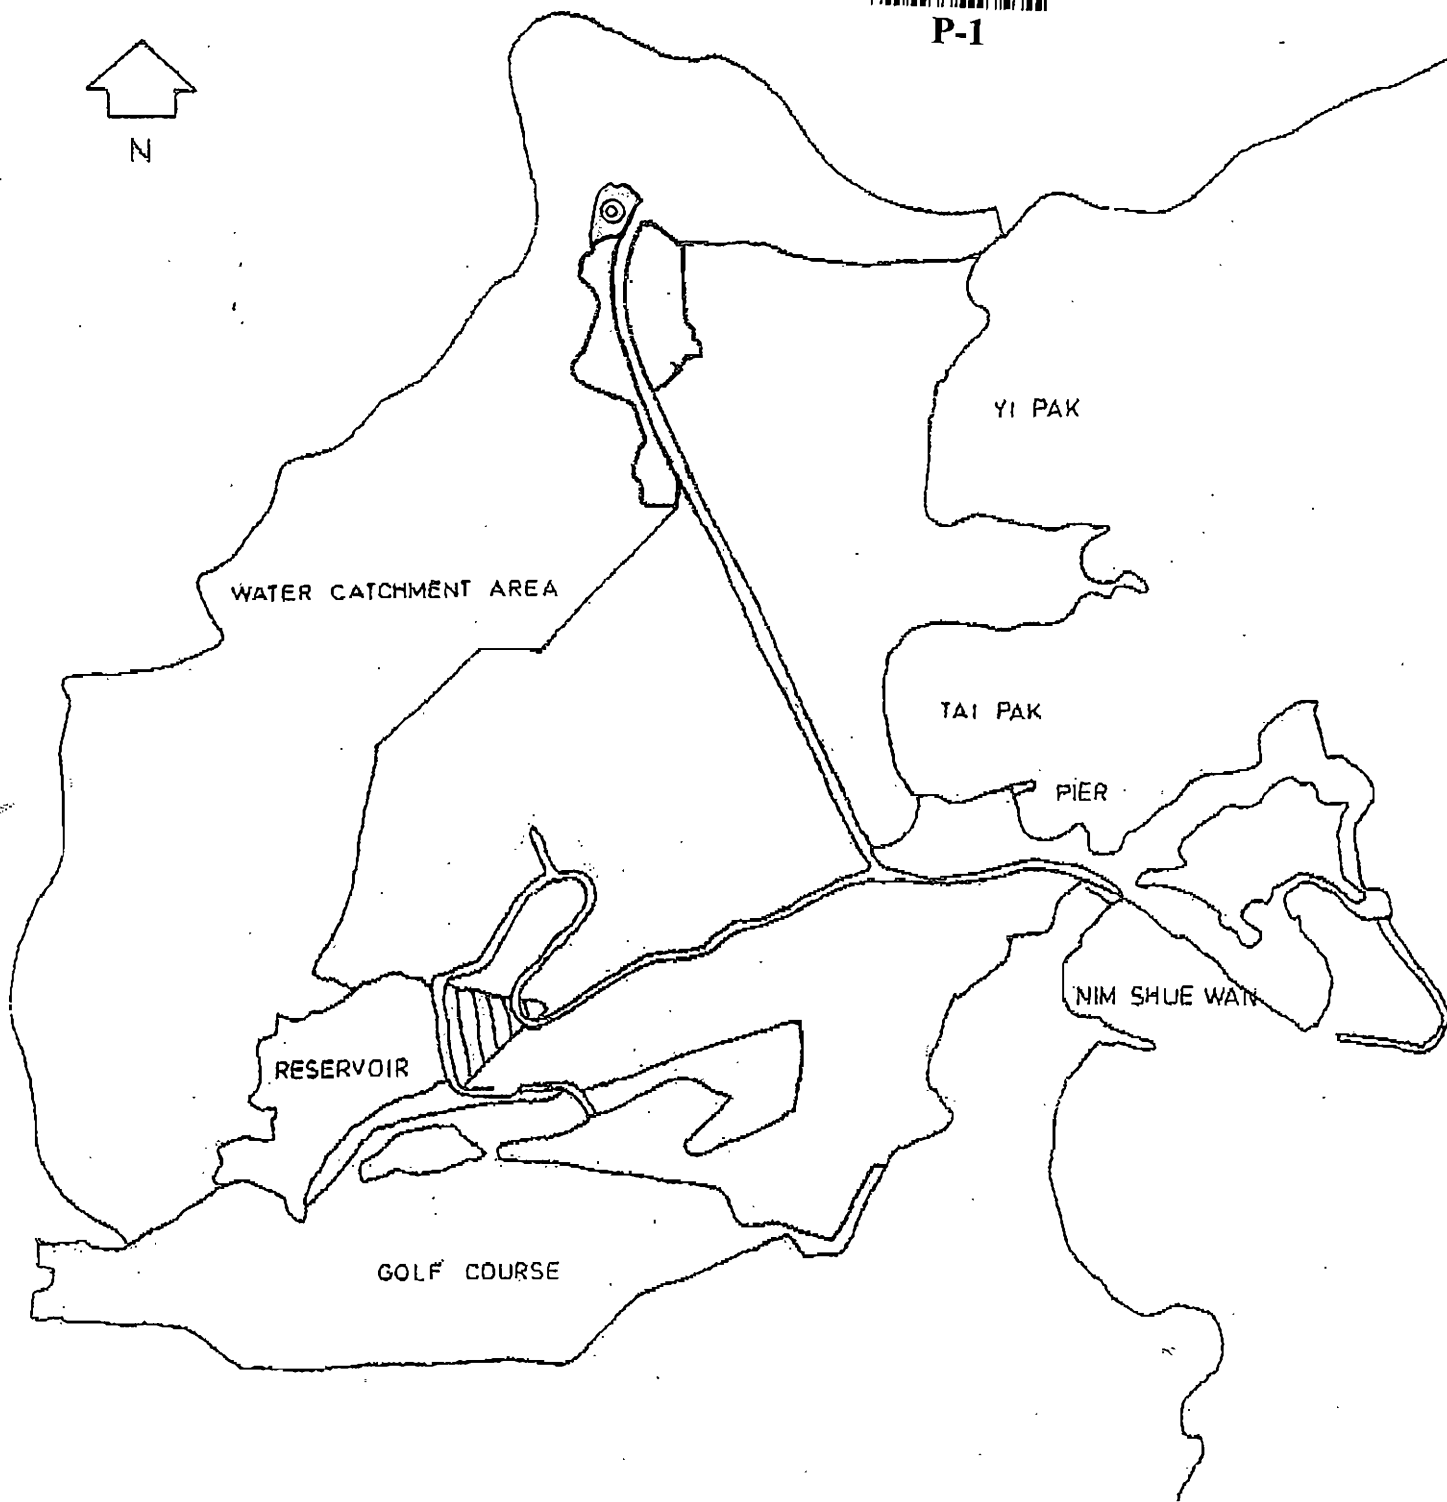 P-1
N
YI PAK
WATER CATCHMENT AREA
TAI PAK
PIER
NIM SHUE WAN
RESERVOIR
GOLF COURSE